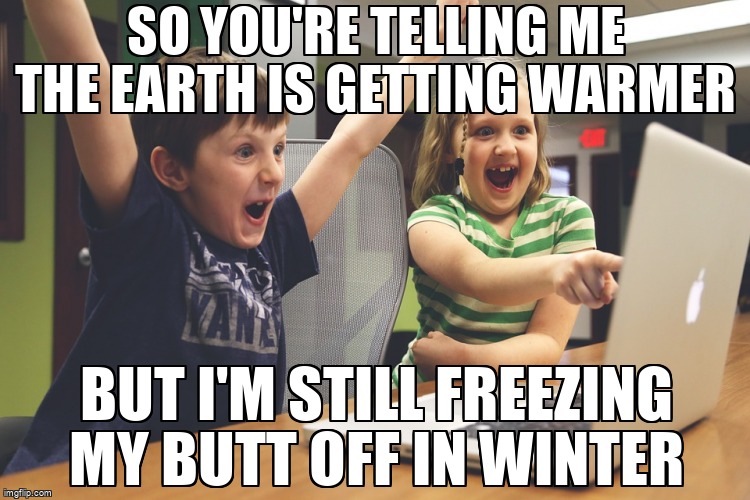 SO YOU'RE TELLING ME
THE EARTH IS GETTING WARMER
BUT I'M STILL FREEZING
MY BUTT OFF IN WINTER
imgflip.com